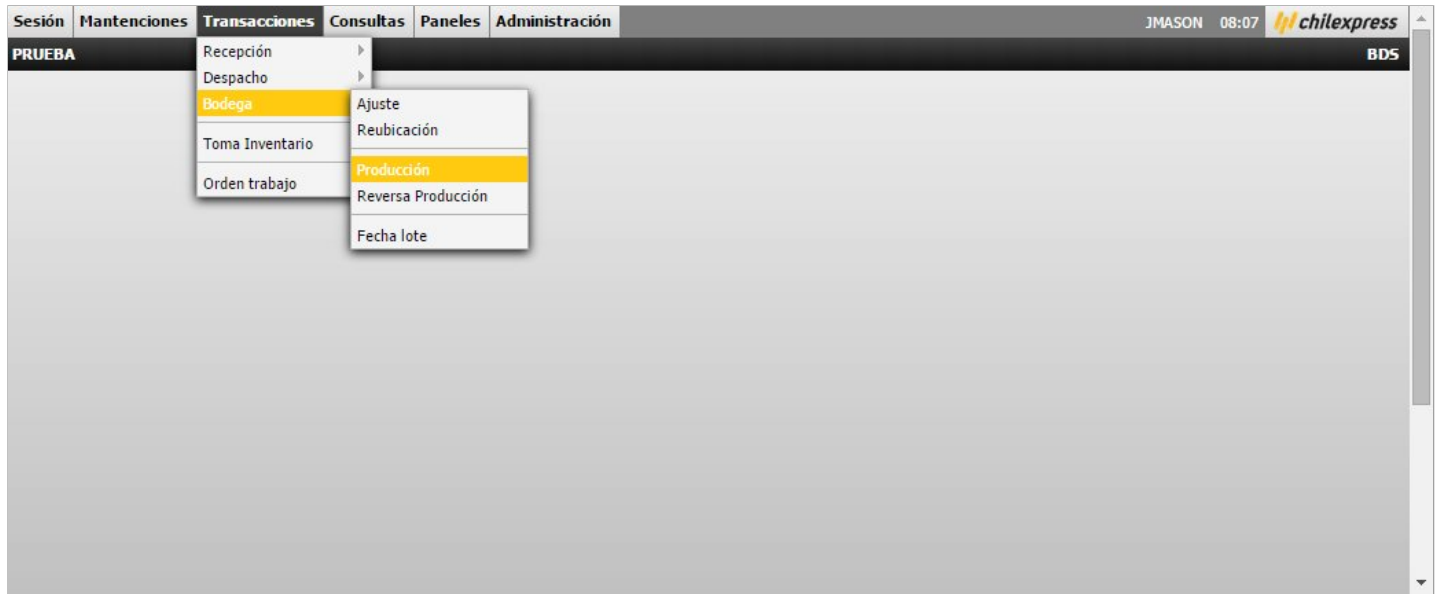 Sesión Mantenciones Transacciones Consultas Paneles Administración JMASON 08:07 chilexpress
PRUEBA BDS
Recepción
Despacho
Bodega
Toma Inventario
Orden trabajo
Ajuste
Reubicación
Producción
Reversa Producción
Fecha lote